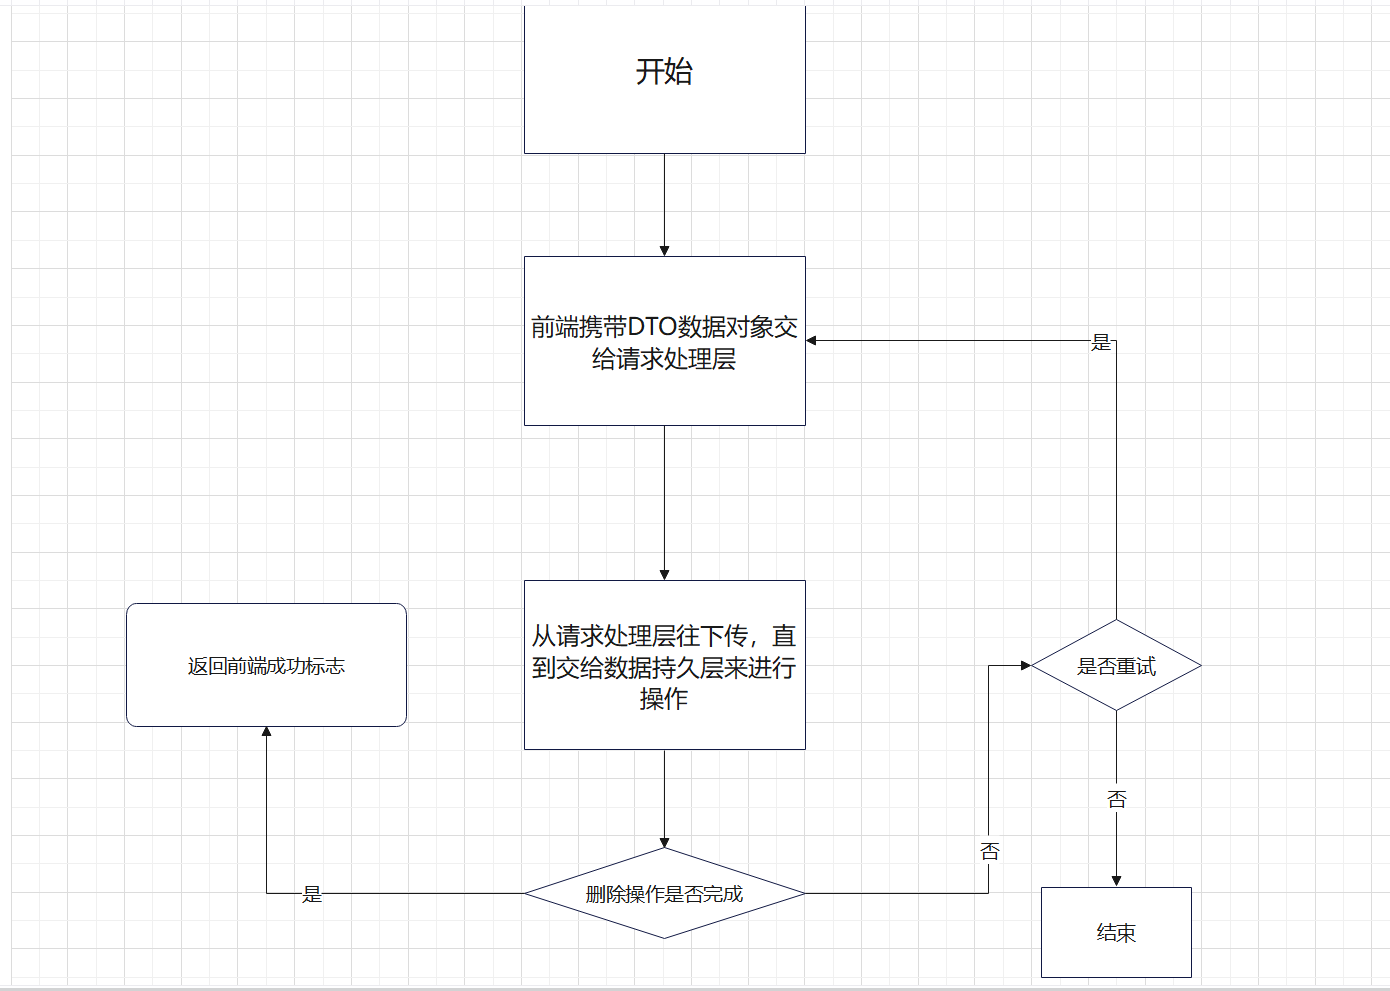 开始
前端携带DTO数据对象交
给请求处理层
是
从请求处理层往下传，直
到交给数据持久层来进行
操作
返回前端成功标志
是否重试
否
否
删除操作是否完成
是
结束